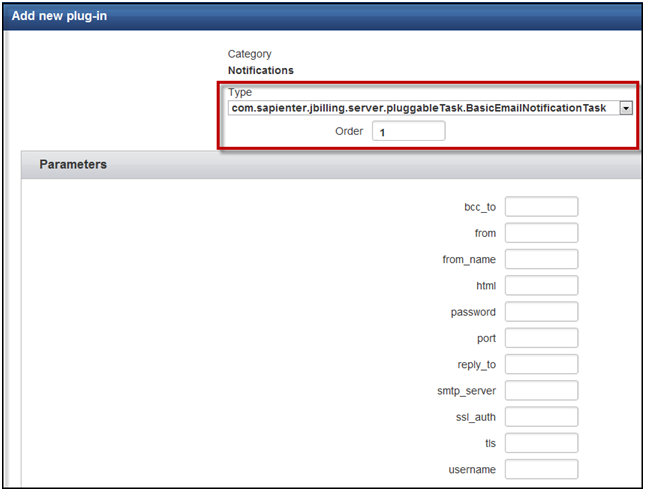 Add new plug-in
Category
Notifications
Type
com.sapienter.jbilling.server.pluggableTask.BasicEmailNotificationTask
Order 1
Parameters
bcc_to
from
from_name
html
password
port
reply_to
smtp_server
ssl_auth
tls
username